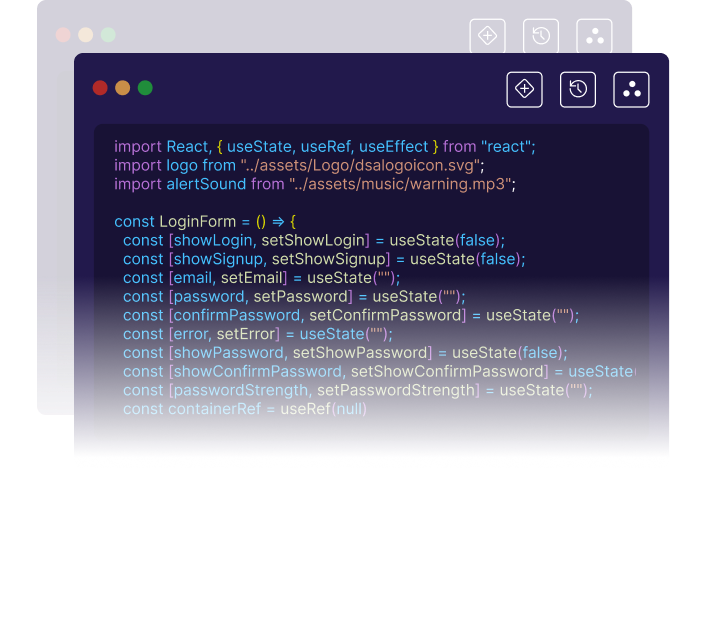 import React, { useState, useRef, useEffect } from "react";
import logo from "../assets/Logo/dsalogoicon.svg";
import alertSound from "../assets/music/warning.mp3";
const LoginForm = () => {
const [showLogin, setShowLogin] = useState(false);
const [showSignup, setShowSignup] = useState(false);
const [email, setEmail] = useState("");
const [password, setPassword] = useState("");
const [confirmPassword, setConfirmPassword] = useState("");
const [error, setError] = useState("");
const [showPassword, setShowPassword] = useState(false);
const [showConfirmPassword, setShowConfirmPassword] = useState(
const [passwordStrength, setPasswordStrength] = useState("");
const containerRef = useRef(null)